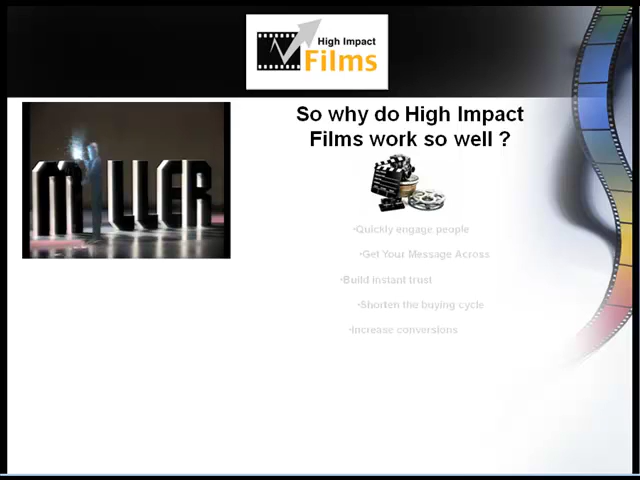 High Impact
Films
MILLER
So why do High Impact
Films work so well ?
•Quickly engage people
•Get Your Message Across
•Build instant trust
•Shorten the buying cycle
•Increase conversions